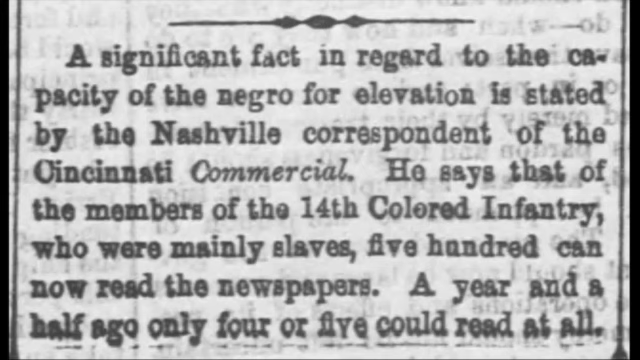 A significant fact in regard to the ca-
pacity of the negro for elevation is stated
by the Nashville correspondent of the
Cincinnati Commercial. He says that of
the members of the 14th Colored Infantry,
who were mainly slaves, five hundred can
now read the newspapers. A year and a
half ago only four or five could read at all.